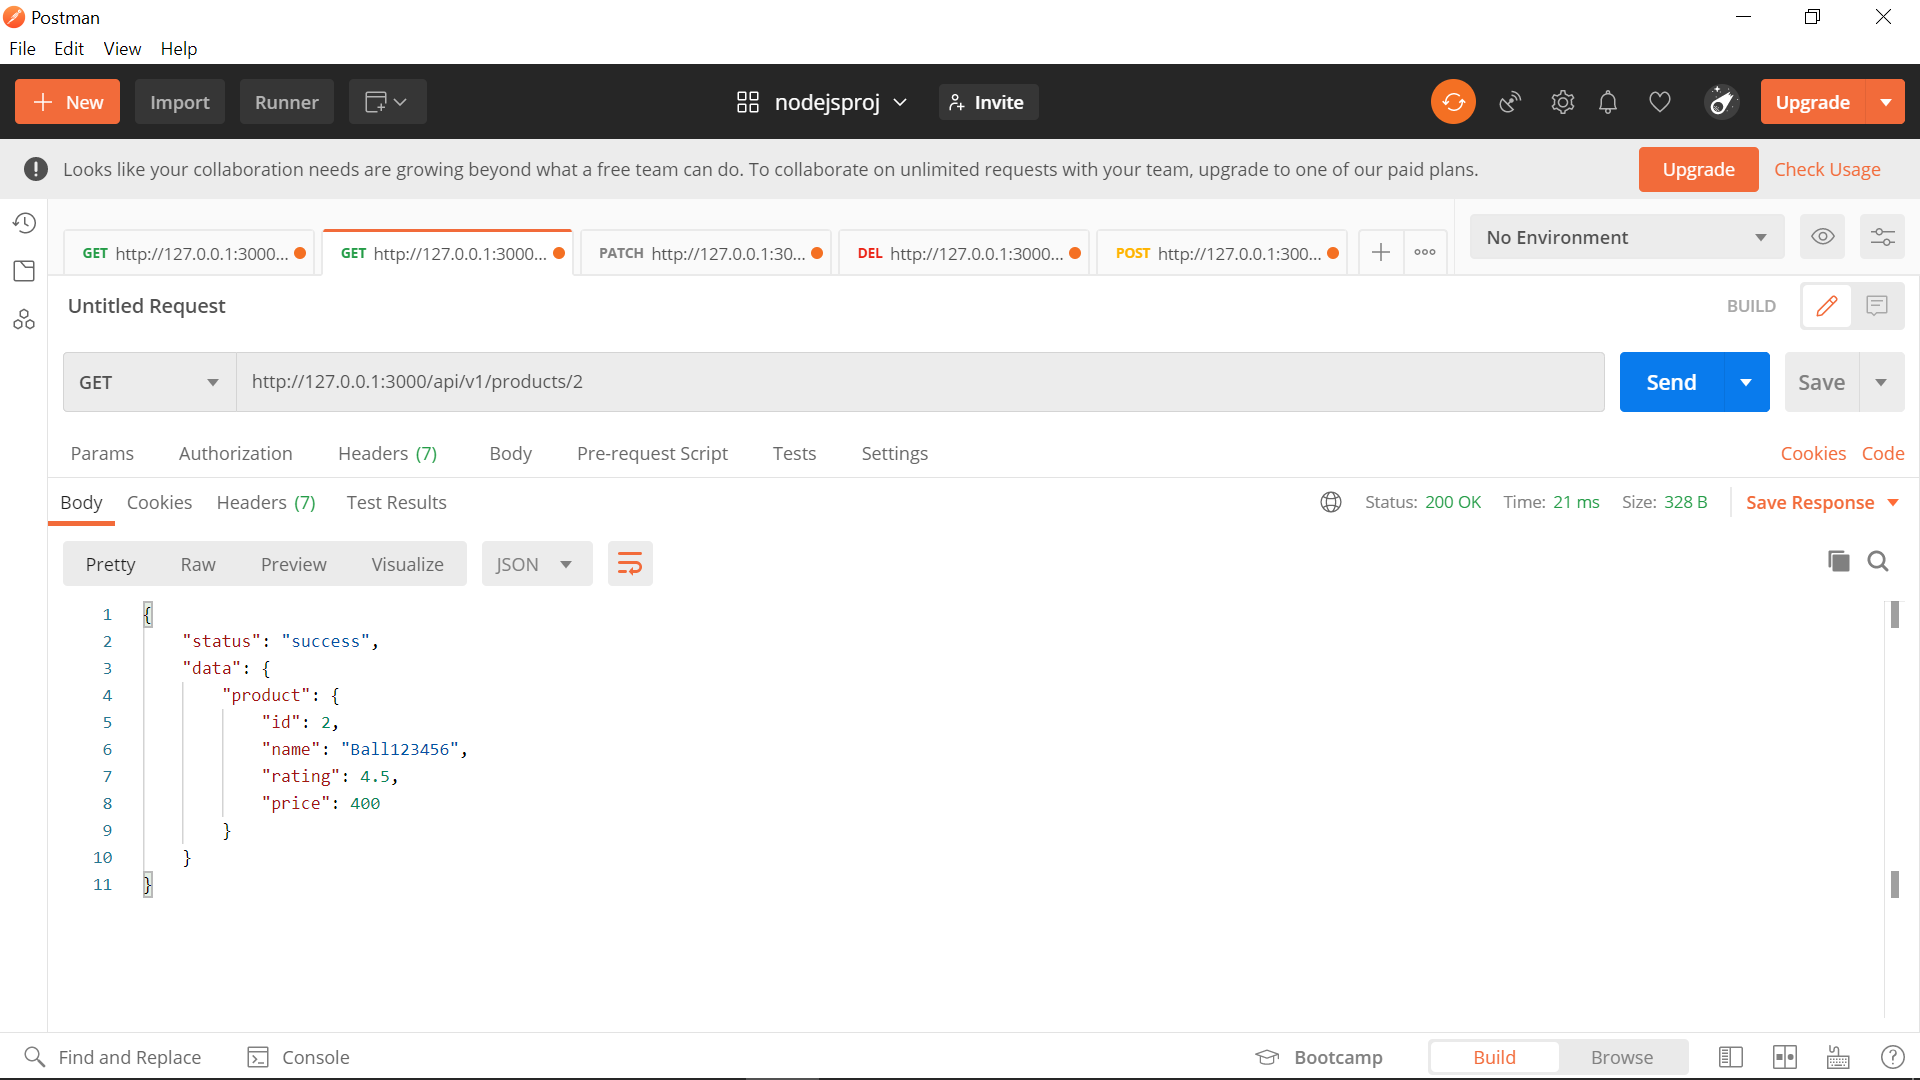 Postman
File Edit View Help
New Import Runner nodejsproj Invite Upgrade
Looks like your collaboration needs are growing beyond what a free team can do. To collaborate on unlimited requests with your team, upgrade to one of our paid plans. Upgrade Check Usage
GET http://127.0.0.1:3000... GET http://127.0.0.1:3000... PATCH http://127.0.0.1:30... DEL http://127.0.0.1:3000... POST http://127.0.0.1:300... No Environment
Untitled Request BUILD
GET http://127.0.0.1:3000/api/v1/products/2 Send Save
Params Authorization Headers (7) Body Pre-request Script Tests Settings Cookies Code
Body Cookies Headers (7) Test Results Status: 200 OK Time: 21 ms Size: 328 B Save Response
Pretty Raw Preview Visualize JSON
1 {
2 "status": "success",
3 "data": {
4 "product": {
5 "id": 2,
6 "name": "Ball123456",
7 "rating": 4.5,
8 "price": 400
9 }
10 }
11 }
Find and Replace Console Bootcamp Build Browse